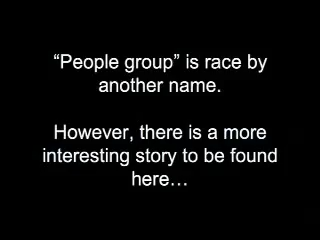 “People group” is race by
another name.
However, there is a more
interesting story to be found
here…